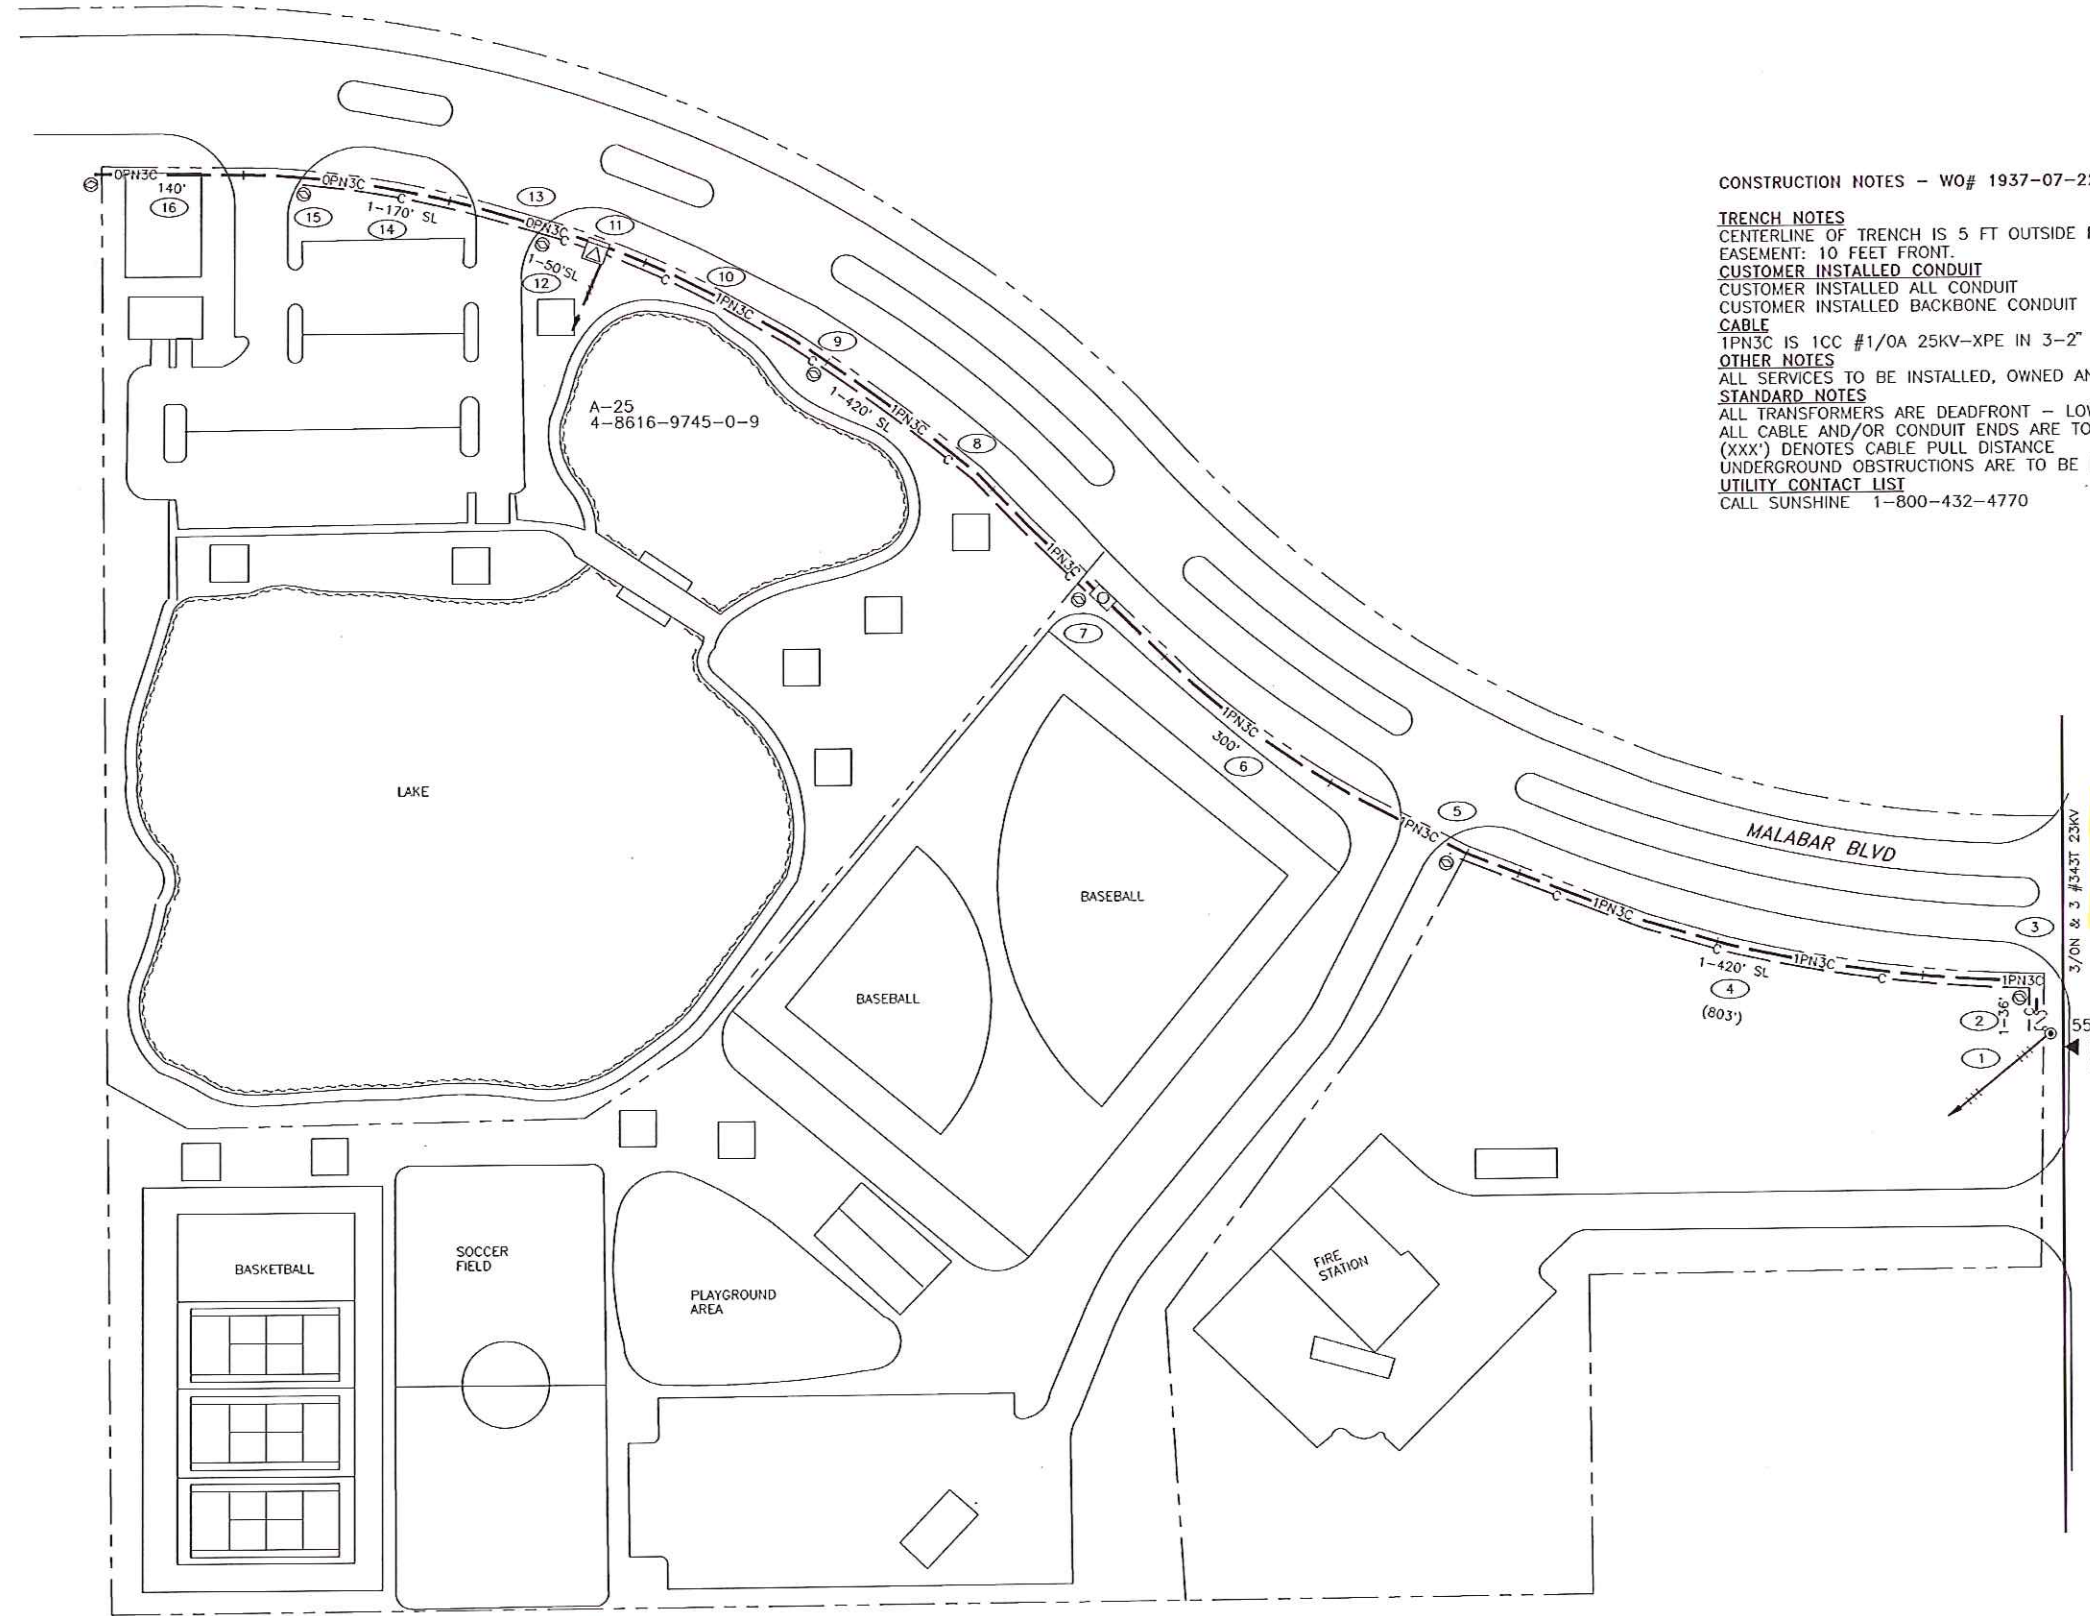 CONSTRUCTION NOTES – WO# 1937-07-22
TRENCH NOTES
CENTERLINE OF TRENCH IS 5 FT OUTSIDE
EASEMENT: 10 FEET FRONT.
CUSTOMER INSTALLED CONDUIT
CUSTOMER INSTALLED ALL CONDUIT
CUSTOMER INSTALLED BACKBONE CONDUIT
CABLE
1PN3C IS 1CC #1/0A 25KV-XPE IN 3-2"
OTHER NOTES
ALL SERVICES TO BE INSTALLED, OWNED
STANDARD NOTES
ALL TRANSFORMERS ARE DEADFRONT –
ALL CABLE AND/OR CONDUIT ENDS ARE TO
(XXX') DENOTES CABLE PULL DISTANCE
UNDERGROUND OBSTRUCTIONS ARE TO BE
UTILITY CONTACT LIST
CALL SUNSHINE 1-800-432-4770
0PN3C
140'
16
0PN3C
C
1-170' SL
15
14
13
0PN3C
C
11
1-50'SL
12
C
10
1PN3C
9
C
1-420' SL
1PN3C
8
C
A-25
4-8616-9745-0-9
1PN3C
C
7
1PN3C
300'
6
5
1PN3C
C
1PN3C
C
1-420' SL
4
(803')
1PN3C
C
1PN3C
3
2
1-36'
C
1
55
MALABAR BLVD
3/0N & 3 #343T 23KV
LAKE
BASEBALL
BASEBALL
BASKETBALL
SOCCER
FIELD
PLAYGROUND
AREA
FIRE
STATION